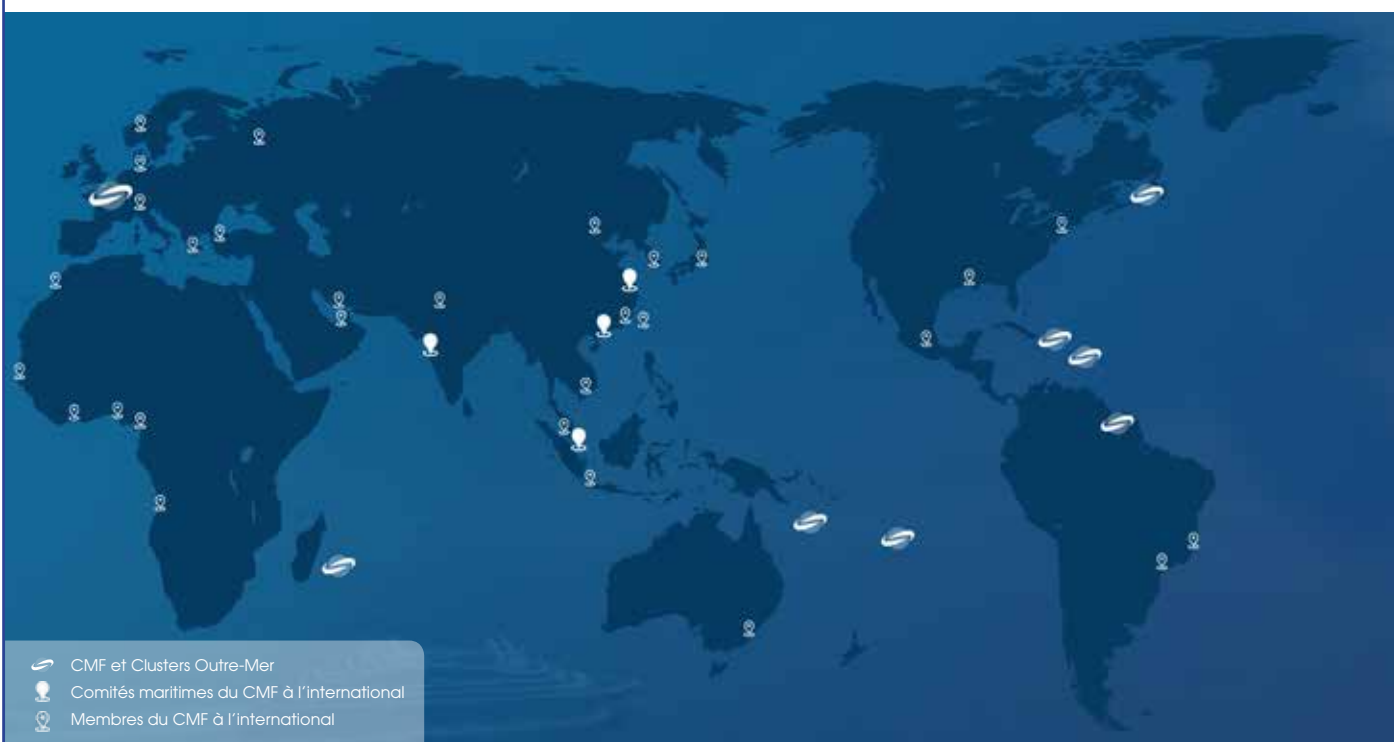 CMF et Clusters Outre-Mer
Comités maritimes du CMF à l’international
Membres du CMF à l’international